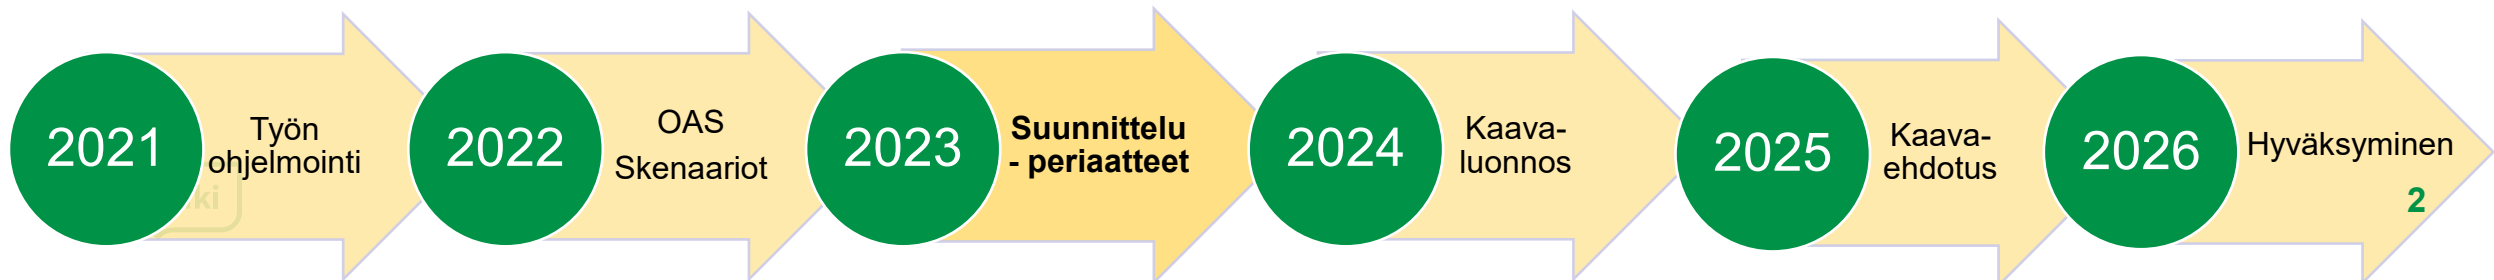 2021
Työn
ohjelmointi
2022
OAS
Skenaariot
2023
Suunnittelu
- periaatteet
2024
Kaava-
luonnos
2025
Kaava-
ehdotus
2026
Hyväksyminen
2